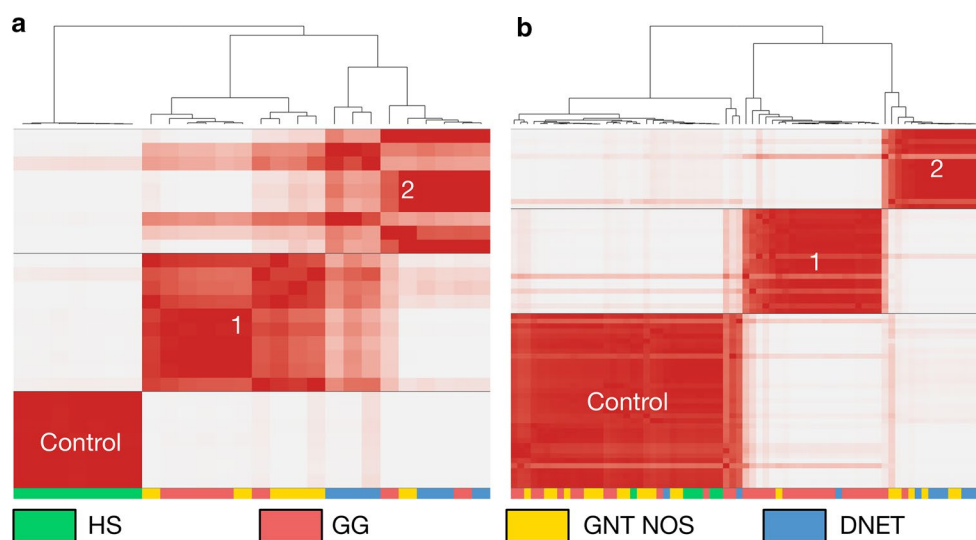 a
b
2
2
1
1
Control
Control
HS
GG
GNT NOS
DNET